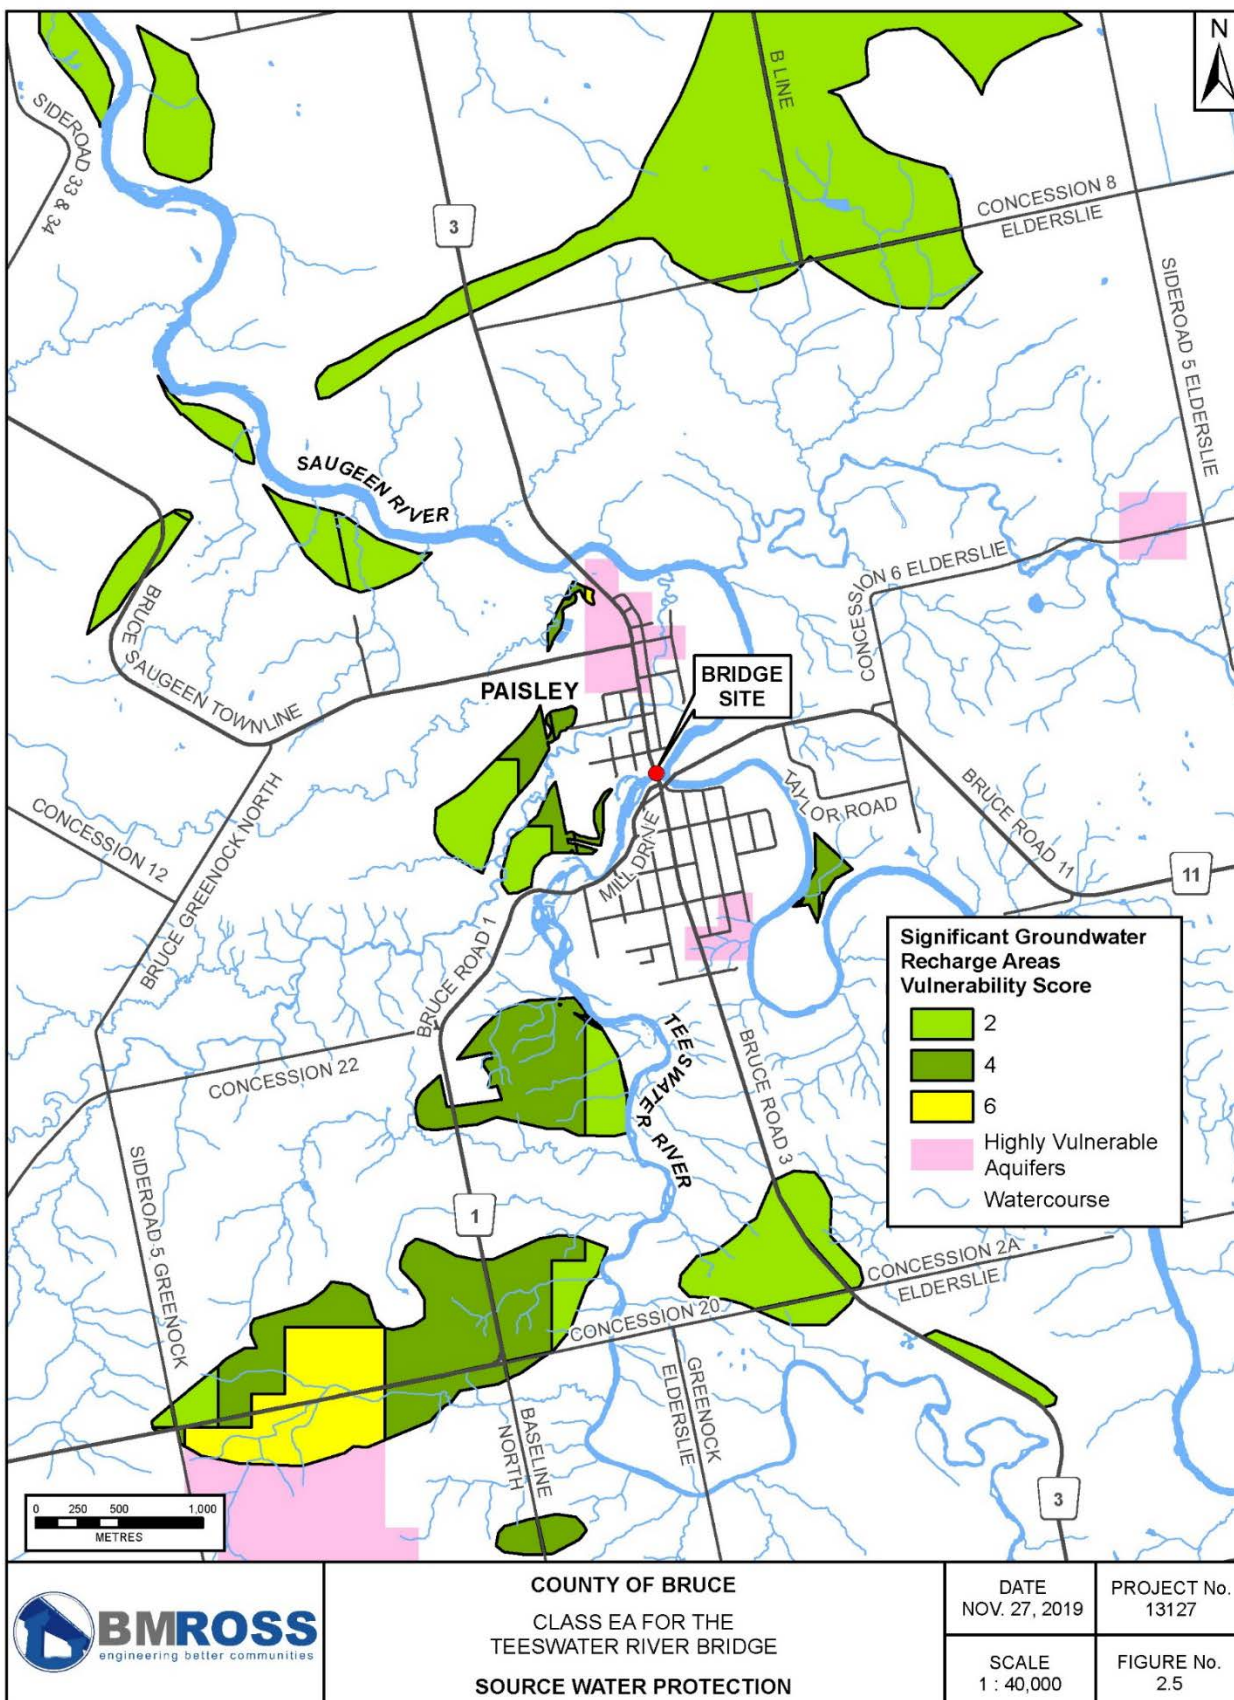 N
B LINE
SIDEROAD 33 & 34
3
CONCESSION 8
ELDERSLIE
SIDEROAD 5 ELDERSLIE
SAUGEEN RIVER
CONCESSION 6 ELDERSLIE
BRUCE SAUGEEN TOWNLINE
PAISLEY
BRIDGE
SITE
CONCESSION 12
BRUCE GREENOCK NORTH
MILL DRIVE
TAYLOR ROAD
BRUCE ROAD 11
11
BRUCE ROAD 1
CONCESSION 22
TEESWATER RIVER
BRUCE ROAD 3
Significant Groundwater
Recharge Areas
Vulnerability Score
2
4
6
Highly Vulnerable
Aquifers
Watercourse
SIDEROAD 5 GREENOCK
1
CONCESSION 2A
ELDERSLIE
CONCESSION 20
GREENOCK
ELDERSLIE
BASELINE
NORTH
3
0 250 500 1,000
METRES
BMROSS
engineering better communities
COUNTY OF BRUCE
CLASS EA FOR THE
TEESWATER RIVER BRIDGE
SOURCE WATER PROTECTION
DATE
NOV. 27, 2019
PROJECT No.
13127
SCALE
1 : 40,000
FIGURE No.
2.5